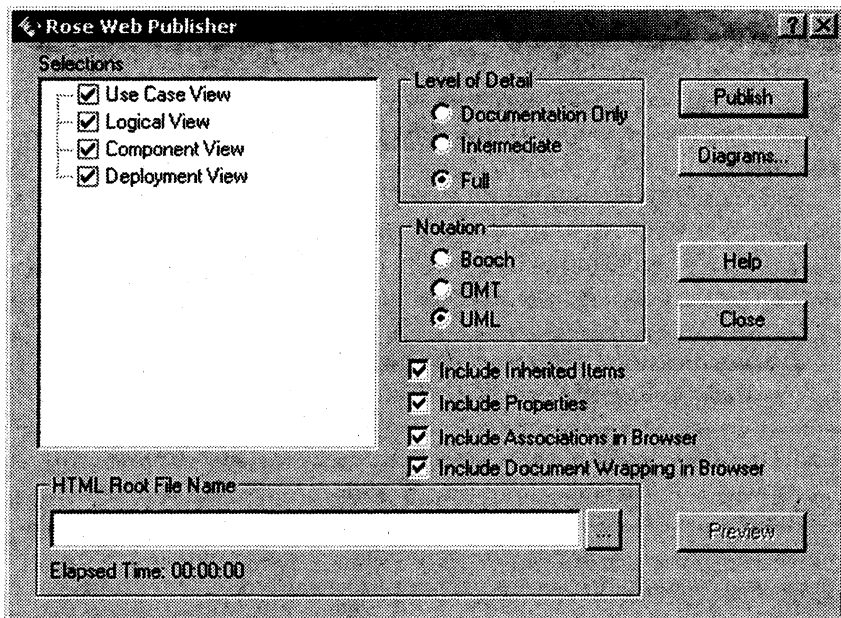 Rose Web Publisher
Selections
Use Case View
Logical View
Component View
Deployment View
Level of Detail
Documentation Only
Intermediate
Full
Notation
Booch
OMT
UML
Include Inherited Items
Include Properties
Include Associations in Browser
Include Document Wrapping in Browser
Publish
Diagrams...
Help
Close
HTML Root File Name
...
Elapsed Time: 00:00:00
Preview